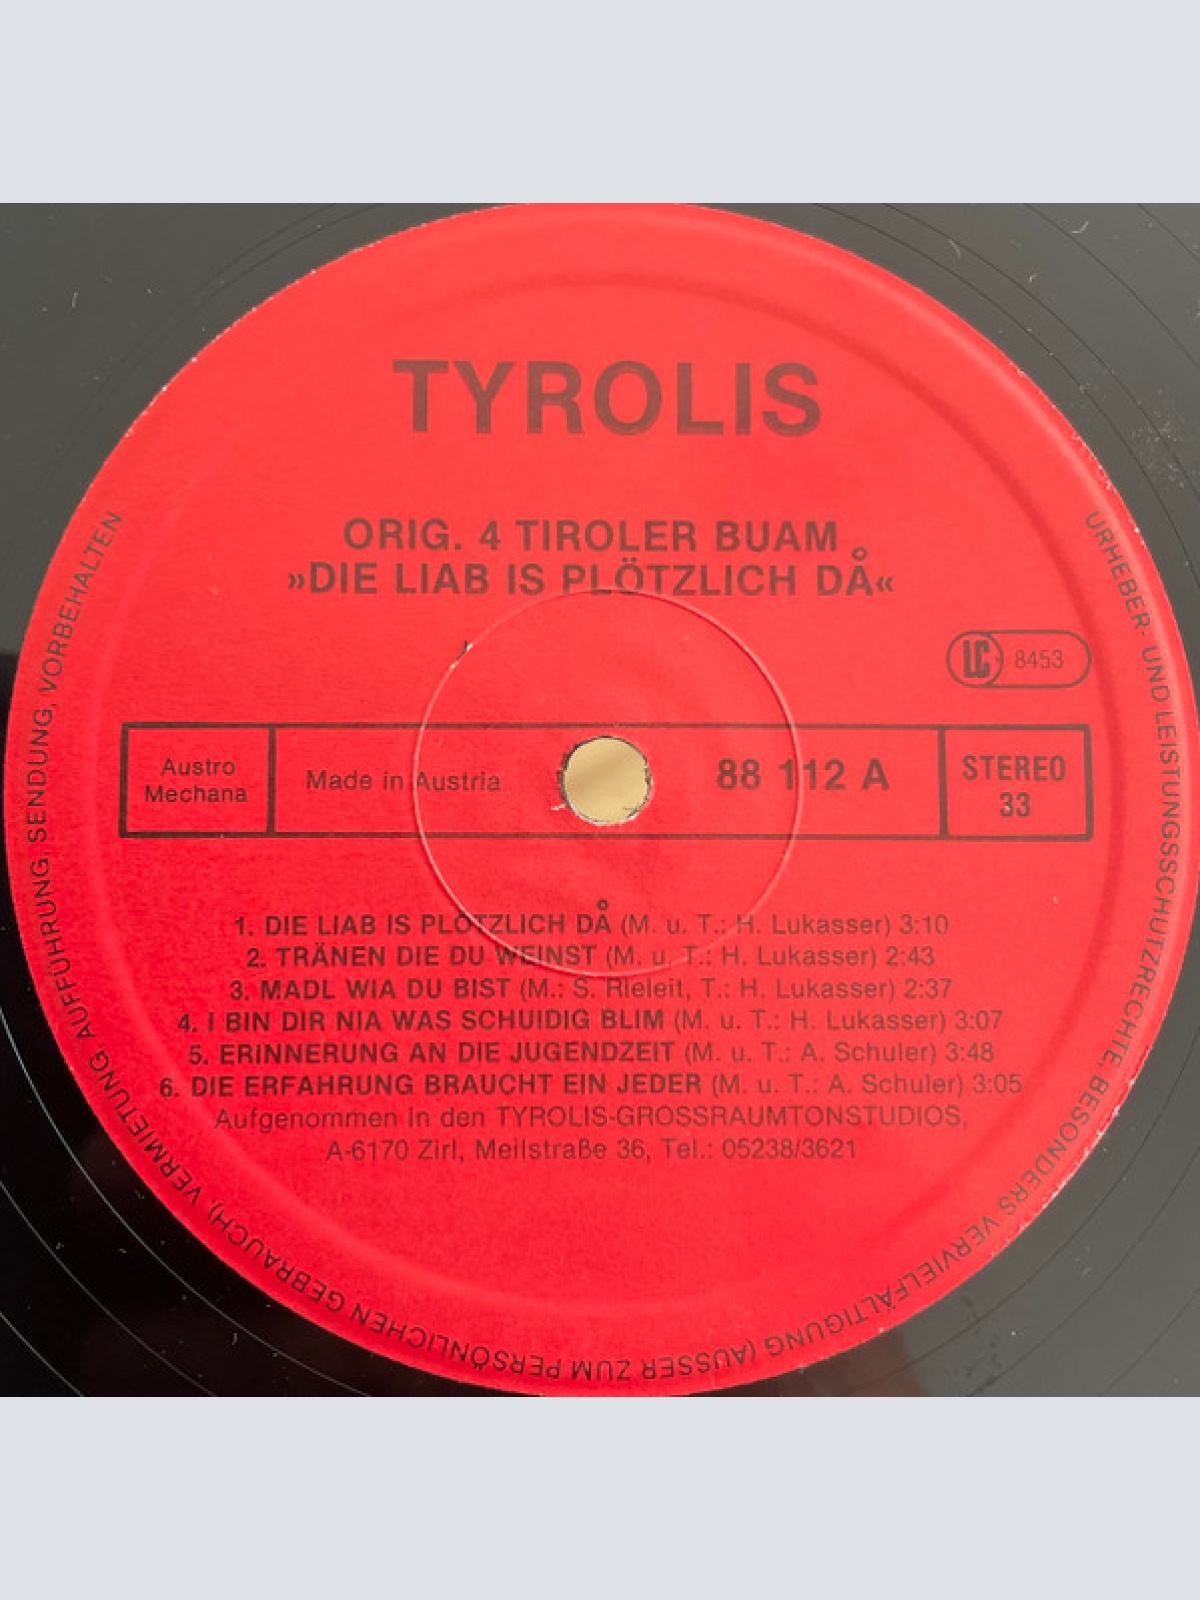 TYROLIS
ORIG. 4 TIROLER BUAM
»DIE LIAB IS PLÖTZLICH DÅ«
LC 8453
Austro
Mechana
Made in Austria
88 112 A
STEREO
33
1. DIE LIAB IS PLÖTZLICH DÅ (M. u. T.: H. Lukasser) 3:10
2. TRÄNEN DIE DU WEINST (M. u. T.: H. Lukasser) 2:43
3. MADL WIA DU BIST (M.: S. Rieleit, T.: H. Lukasser) 2:37
4. I BIN DIR NIA WAS SCHUIDIG BLIM (M. u. T.: H. Lukasser) 3:07
5. ERINNERUNG AN DIE JUGENDZEIT (M. u. T.: A. Schuler) 3:48
6. DIE ERFAHRUNG BRAUCHT EIN JEDER (M. u. T.: A. Schuler) 3:05
Aufgenommen in den TYROLIS-GROSSRAUMTONSTUDIOS,
A-6170 Zirl, Meilstraße 36, Tel.: 05238/3621
URHEBER- UND LEISTUNGSSCHUTZRECHTE, BESONDERS VERVIELFÄLTIGUNG (AUSSER ZUM PERSÖNLICHEN GEBRAUCH), VERMIETUNG, AUFFÜHRUNG, SENDUNG, VORBEHALTEN